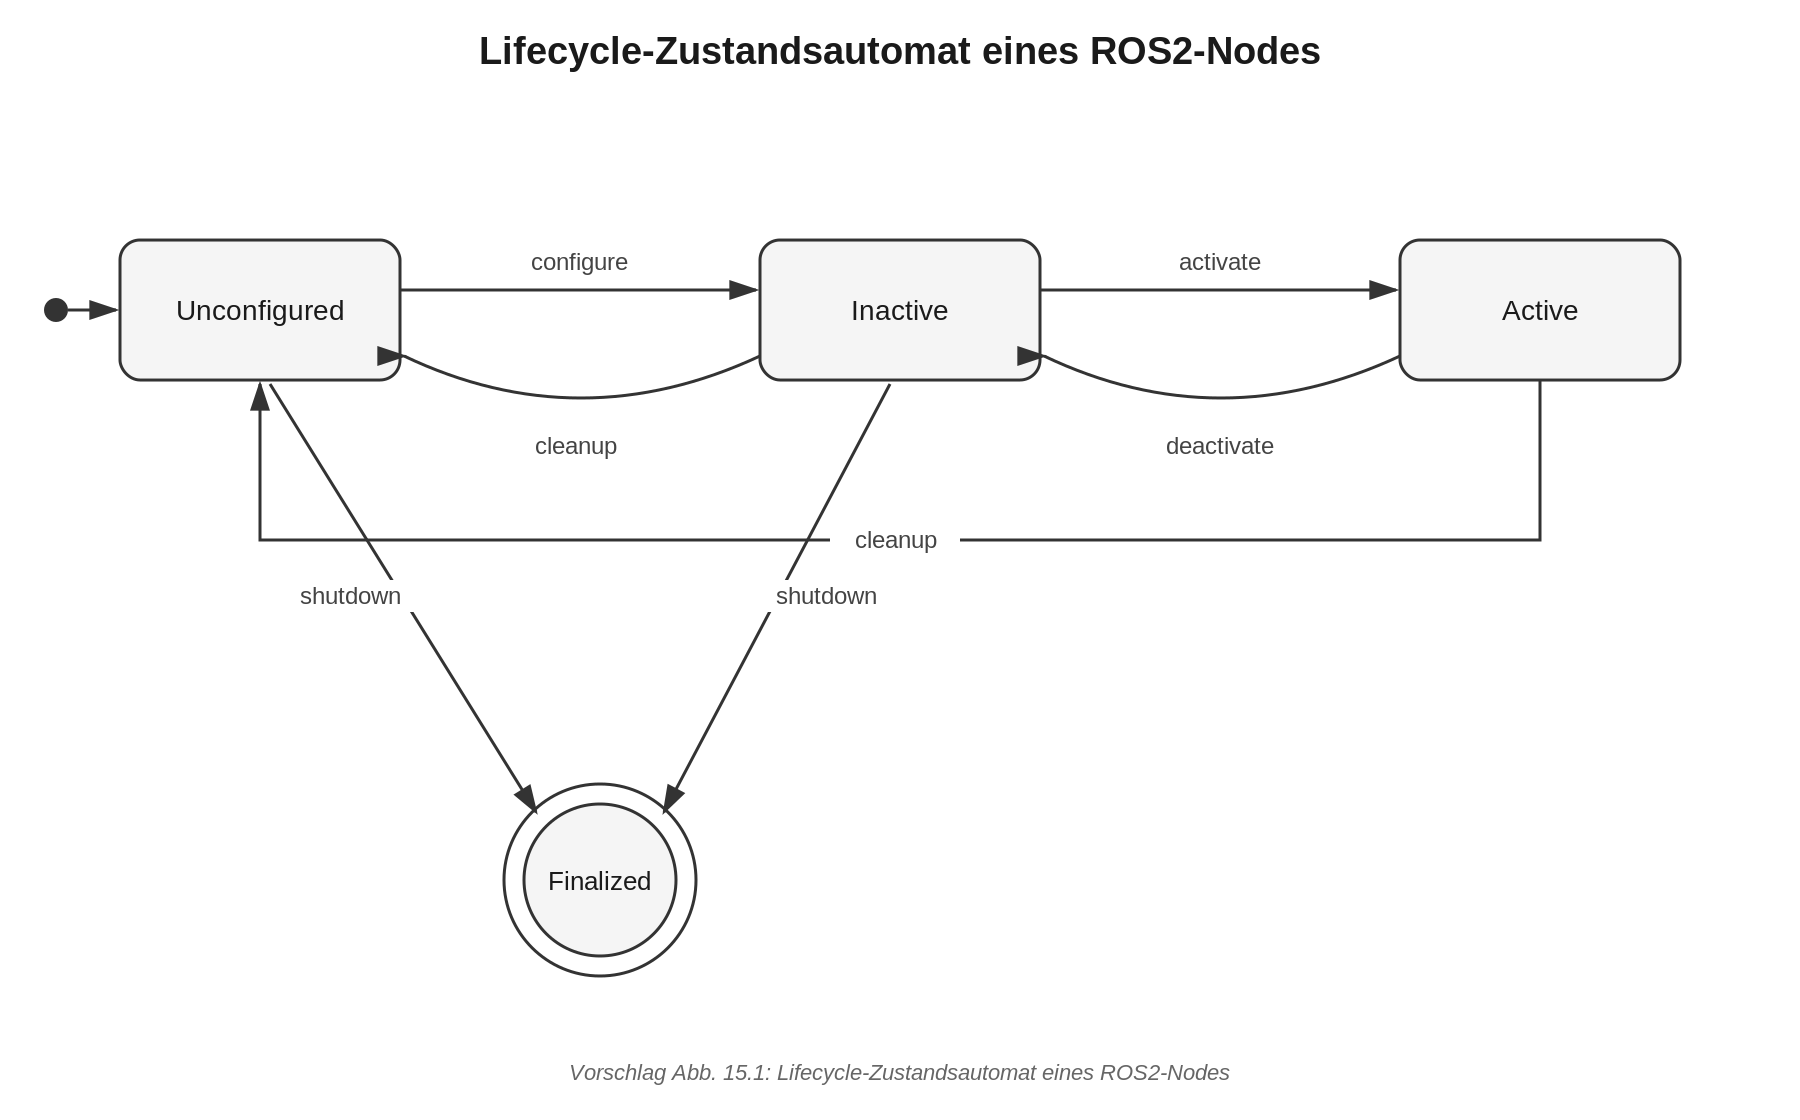 Lifecycle-Zustandsautomat eines ROS2-Nodes
configure
activate
Unconfigured
Inactive
Active
cleanup
deactivate
cleanup
shutdown
shutdown
Finalized
Vorschlag Abb. 15.1: Lifecycle-Zustandsautomat eines ROS2-Nodes